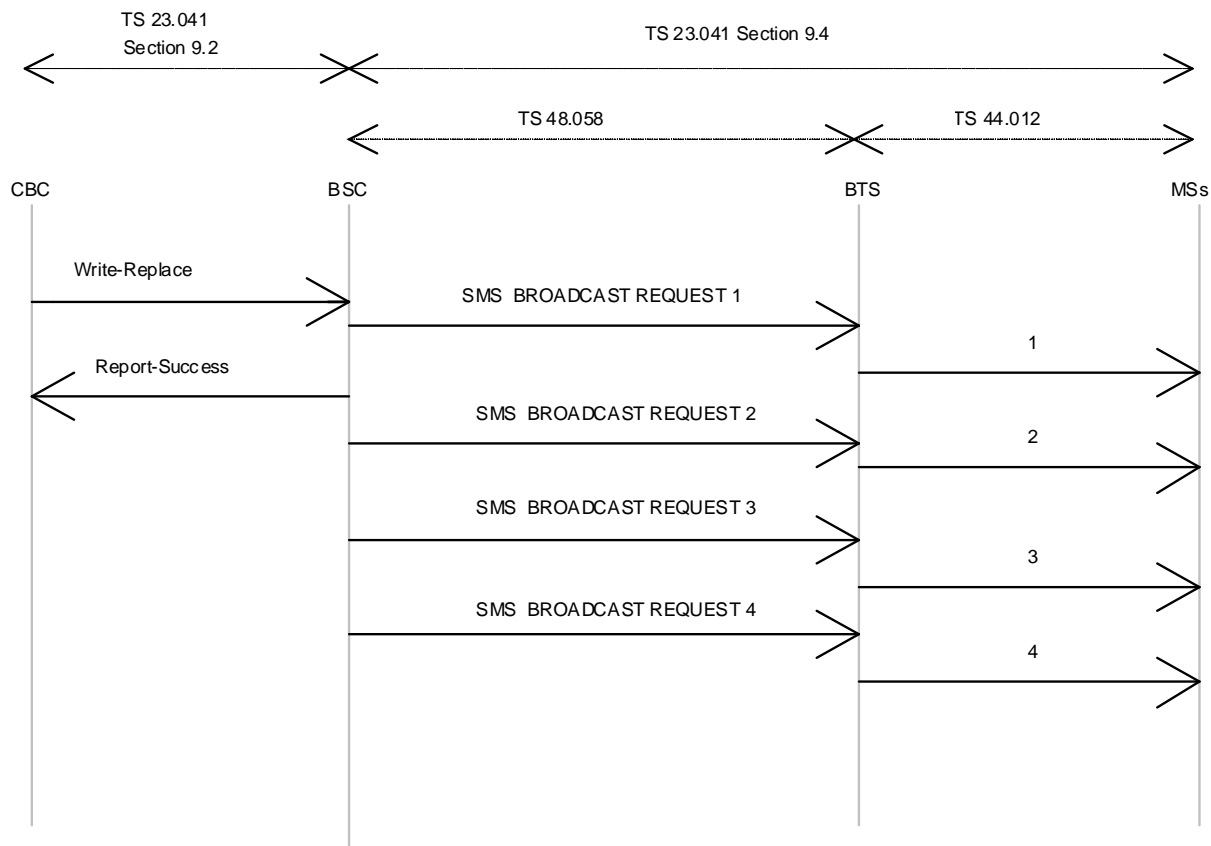 TS 23.041
Section 9.2
TS 23.041 Section 9.4
TS 48.058
TS 44.012
CBC
BSC
BTS
MSs
Write-Replace
SMS BROADCAST REQUEST 1
1
Report-Success
SMS BROADCAST REQUEST 2
2
SMS BROADCAST REQUEST 3
3
SMS BROADCAST REQUEST 4
4